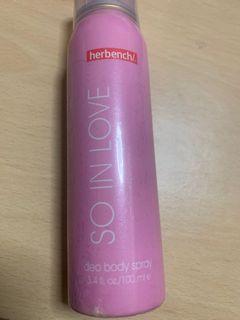 herbench/
SO IN LOVE
deo body spray
3.4 fl. oz/100 ml e